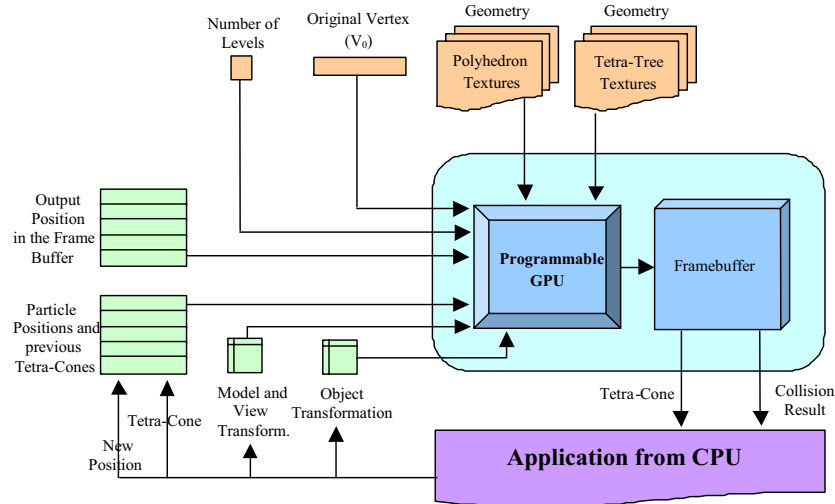 Number of
Levels
Original Vertex
(V₀)
Geometry
Polyhedron
Textures
Geometry
Tetra-Tree
Textures
Output
Position
in the Frame
Buffer
Programmable
GPU
Framebuffer
Particle
Positions and
previous
Tetra-Cones
Model and
View
Transform.
Object
Transformation
Tetra-Cone
Collision
Result
Tetra-Cone
New
Position
Application from CPU